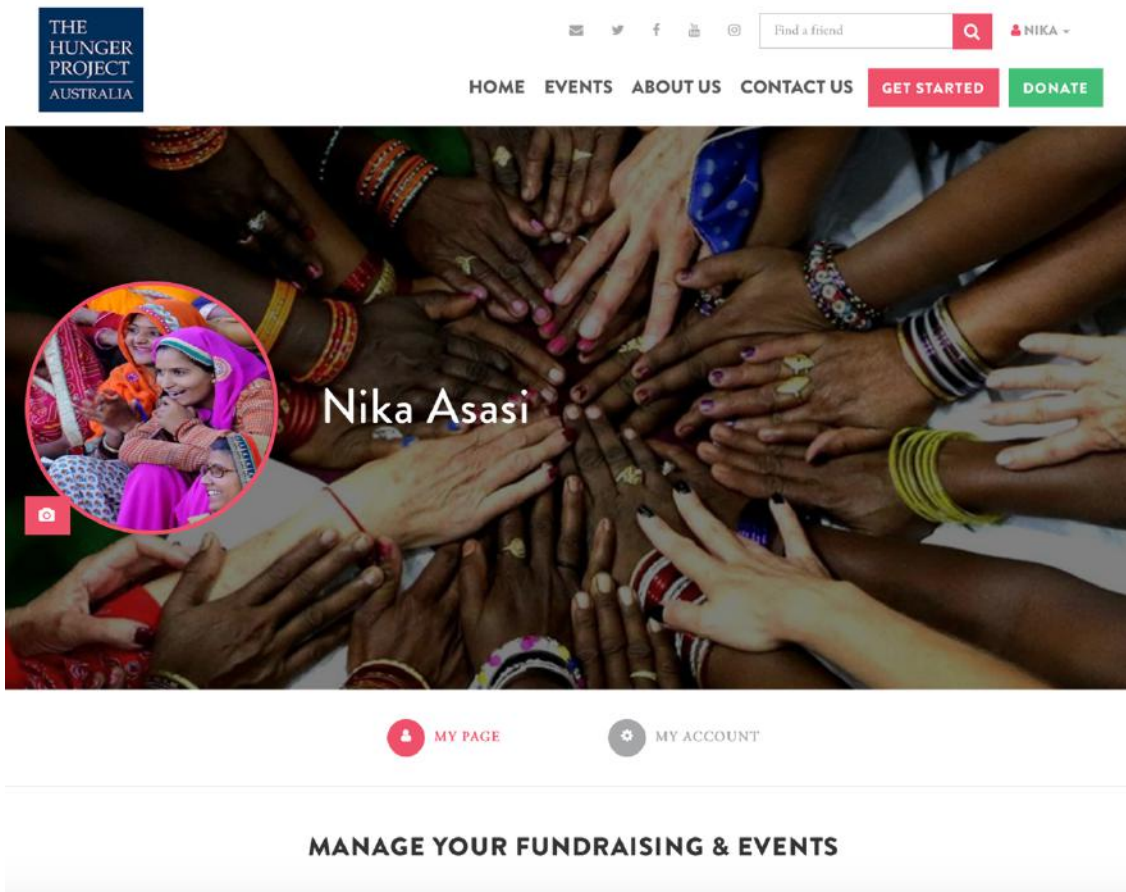 THE
HUNGER
PROJECT
AUSTRALIA
Find a friend
NIKA
HOME EVENTS ABOUT US CONTACT US GET STARTED DONATE
Nika Asasi
MY PAGE MY ACCOUNT
MANAGE YOUR FUNDRAISING & EVENTS